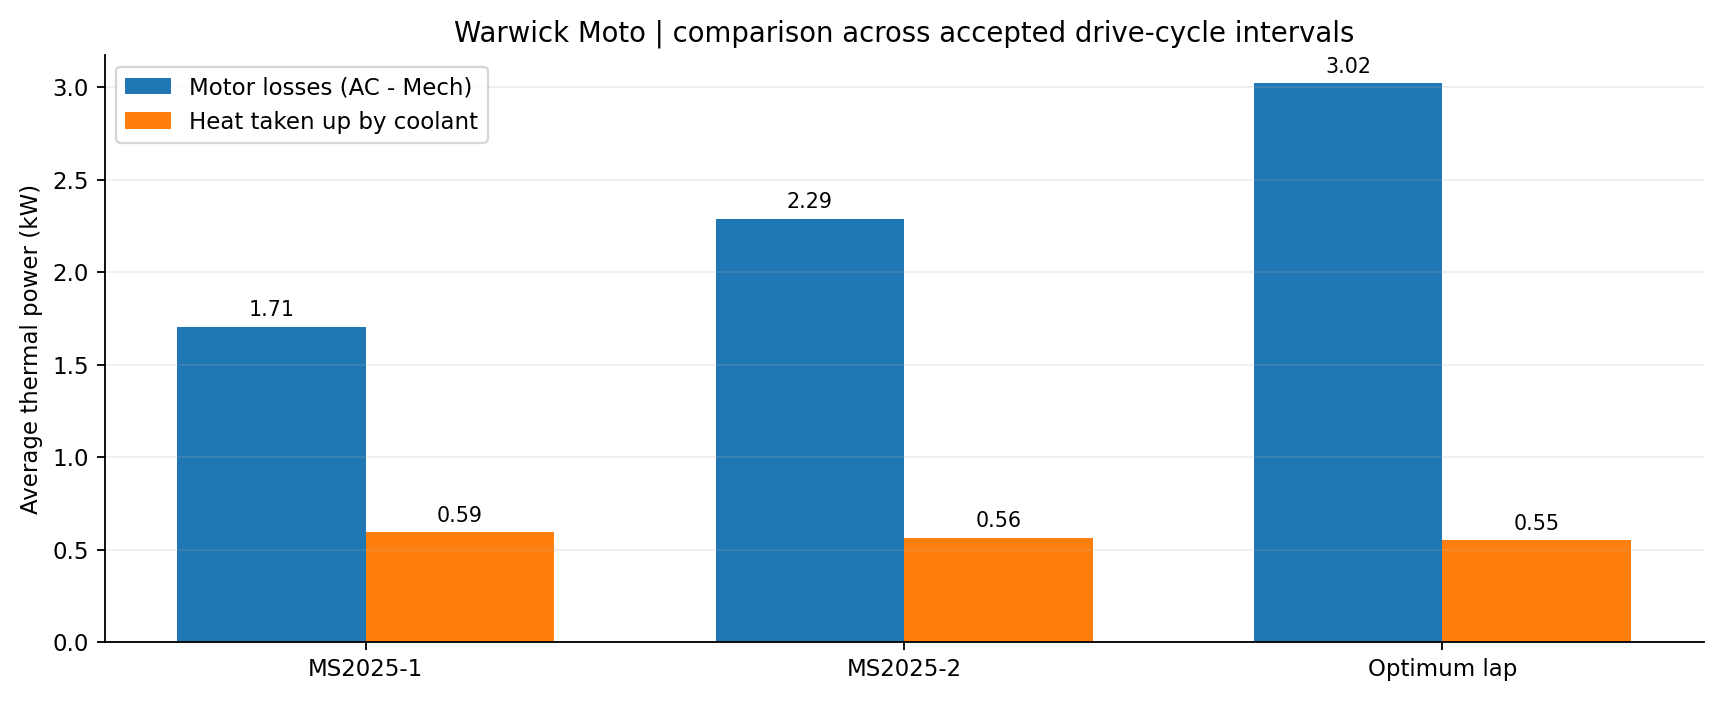 Warwick Moto | comparison across accepted drive-cycle intervals
Motor losses (AC - Mech)
Heat taken up by coolant
Average thermal power (kW)
3.0
2.5
2.0
1.5
1.0
0.5
0.0
1.71
0.59
2.29
0.56
3.02
0.55
MS2025-1
MS2025-2
Optimum lap